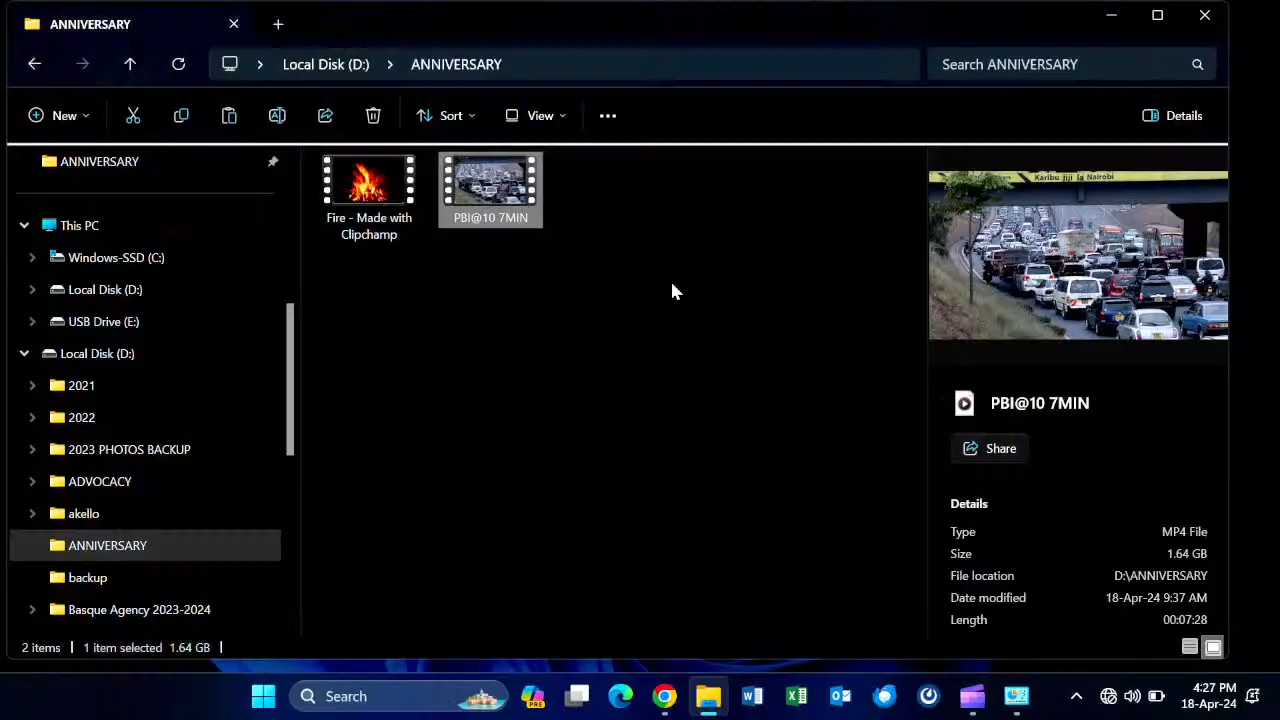 ANNIVERSARY
Local Disk (D:) ANNIVERSARY
Search ANNIVERSARY
New
Sort
View
Details
ANNIVERSARY
This PC
Windows-SSD (C:)
Local Disk (D:)
USB Drive (E:)
Local Disk (D:)
2021
2022
2023 PHOTOS BACKUP
ADVOCACY
akello
ANNIVERSARY
backup
Basque Agency 2023-2024
Fire - Made with
Clipchamp
PBI@10 7MIN
Karibu jiji la Nairobi
PBI@10 7MIN
Share
Details
Type MP4 File
Size 1.64 GB
File location D:\ANNIVERSARY
Date modified 18-Apr-24 9:37 AM
Length 00:07:28
2 items 1 item selected 1.64 GB
Search
PRE
4:27 PM
18-Apr-24